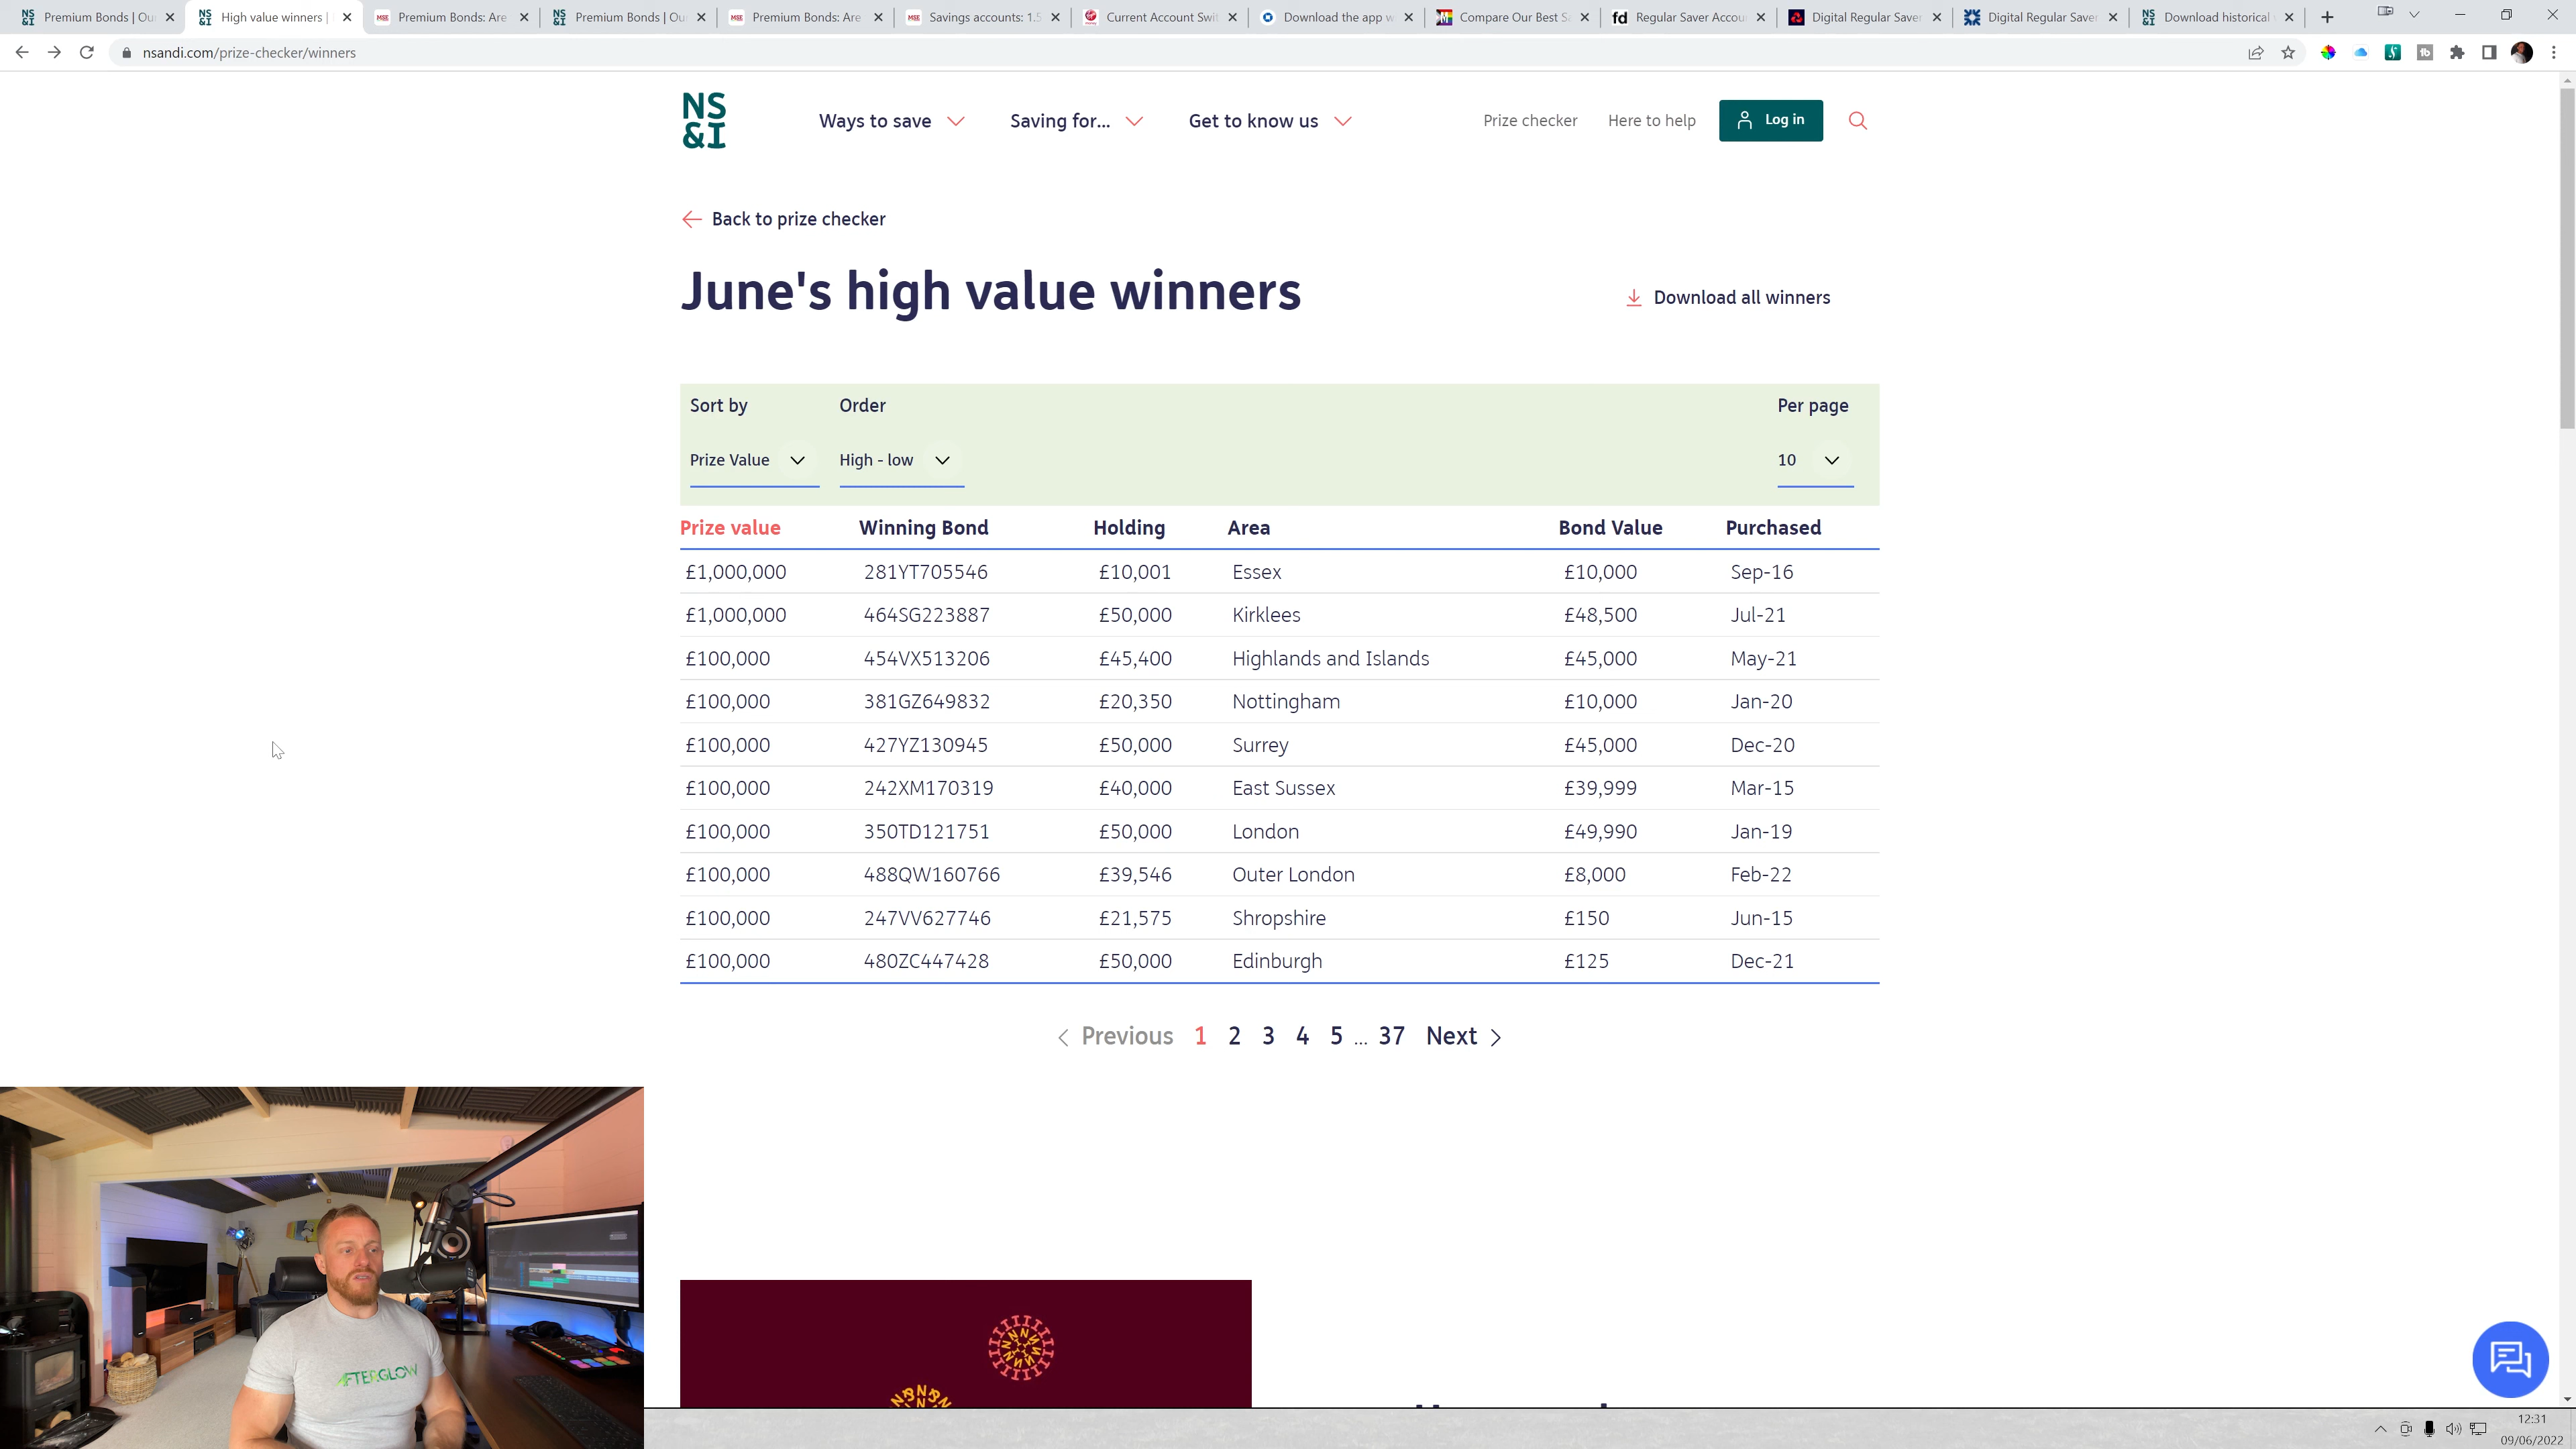 Premium Bonds | Ou
High value winners |
Premium Bonds: Are
Premium Bonds | Ou
Premium Bonds: Are
Savings accounts: 1.5
Current Account Swit
Download the app w
Compare Our Best S
Regular Saver Accou
Digital Regular Saver
Digital Regular Saver
Download historical
nsandi.com/prize-checker/winners
NS
&I
Ways to save
Saving for...
Get to know us
Prize checker
Here to help
Log in
Back to prize checker
June's high value winners
Download all winners
Sort by Order Per page
Prize Value High - low 10
Prize value Winning Bond Holding Area Bond Value Purchased
£1,000,000 281YT705546 £10,001 Essex £10,000 Sep-16
£1,000,000 464SG223887 £50,000 Kirklees £48,500 Jul-21
£100,000 454VX513206 £45,400 Highlands and Islands £45,000 May-21
£100,000 381GZ649832 £20,350 Nottingham £10,000 Jan-20
£100,000 427YZ130945 £50,000 Surrey £45,000 Dec-20
£100,000 242XM170319 £40,000 East Sussex £39,999 Mar-15
£100,000 350TD121751 £50,000 London £49,990 Jan-19
£100,000 488QW160766 £39,546 Outer London £8,000 Feb-22
£100,000 247VV627746 £21,575 Shropshire £150 Jun-15
£100,000 480ZC447428 £50,000 Edinburgh £125 Dec-21
Previous 1 2 3 4 5 ... 37 Next
AFTERGLOW
12:31
09/06/2022